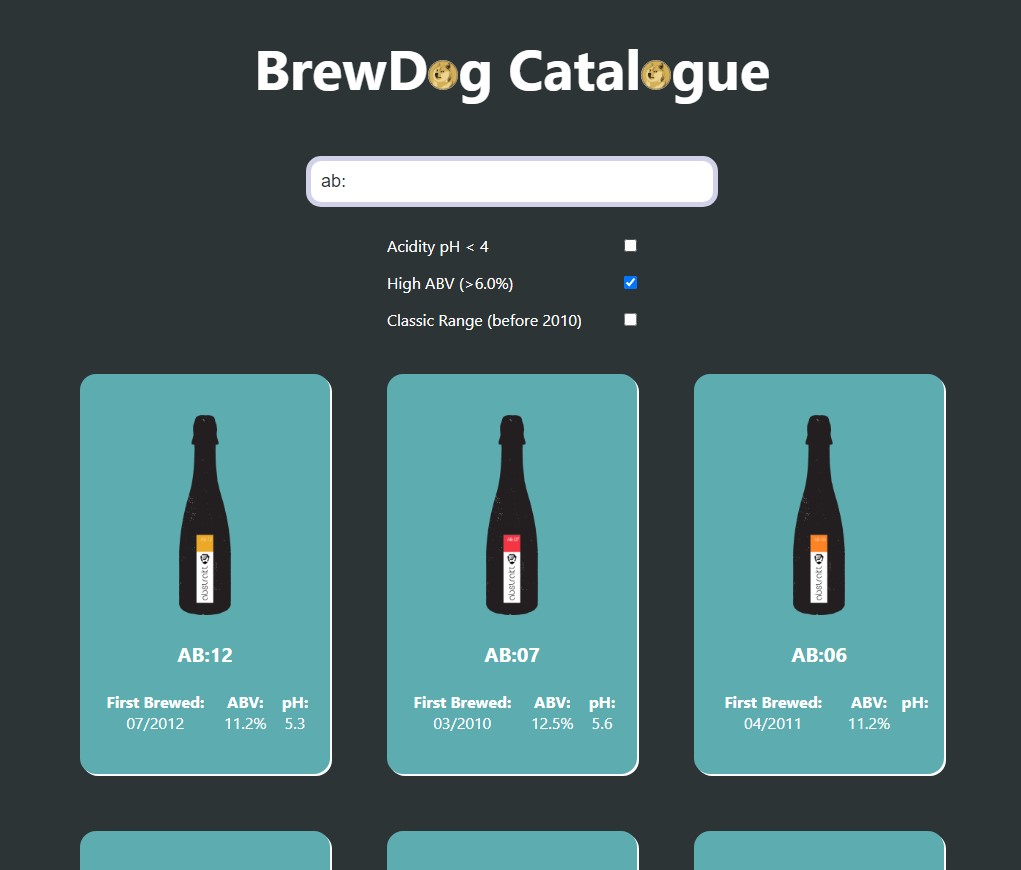 BrewDog Catalogue
ab:
Acidity pH < 4
High ABV (>6.0%)
Classic Range (before 2010)
AB:12
First Brewed: ABV: pH:
07/2012 11.2% 5.3
AB:07
First Brewed: ABV: pH:
03/2010 12.5% 5.6
AB:06
First Brewed: ABV: pH:
04/2011 11.2%